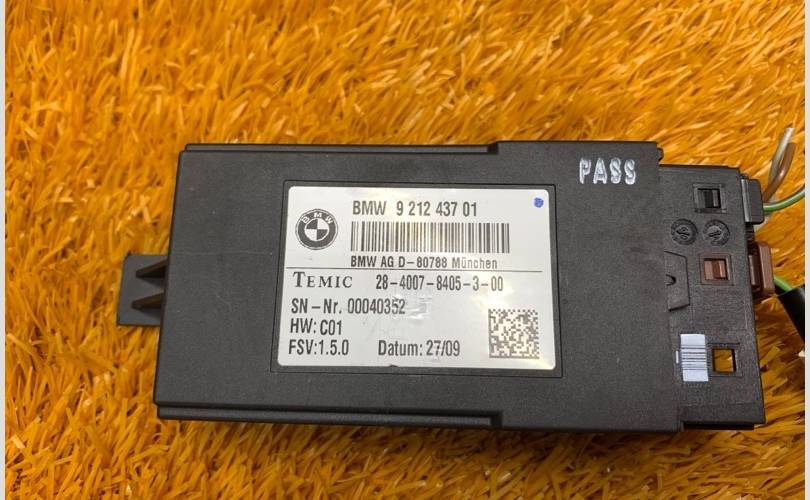 PASS
BMW
BMW 9 212 437 01
BMW AG D-80788 München
TEMIC 28-4007-8405-3-00
SN-Nr. 00040352
HW: C01
FSV:1.5.0 Datum: 27/09